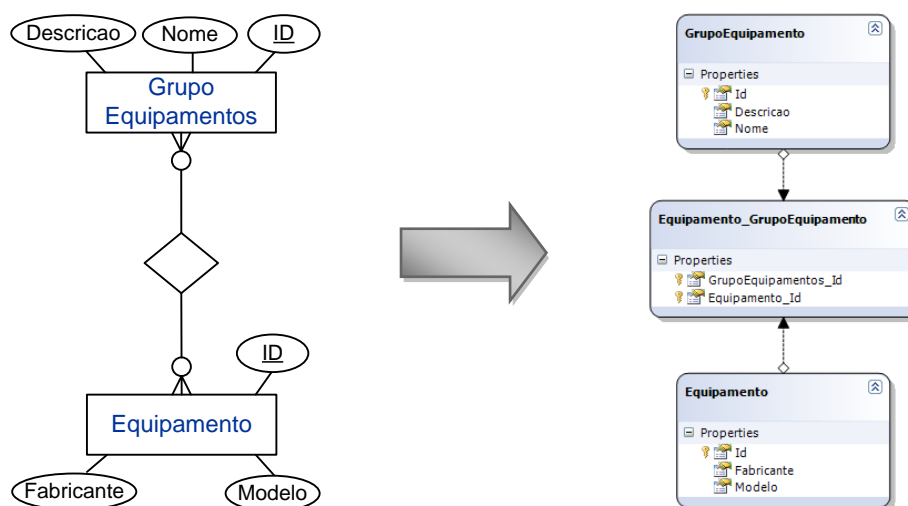 Descricao
Nome
ID
Grupo
Equipamentos
ID
Equipamento
Fabricante
Modelo
GrupoEquipamento
Properties
Id
Descricao
Nome
Equipamento_GrupoEquipamento
Properties
GrupoEquipamentos_Id
Equipamento_Id
Equipamento
Properties
Id
Fabricante
Modelo